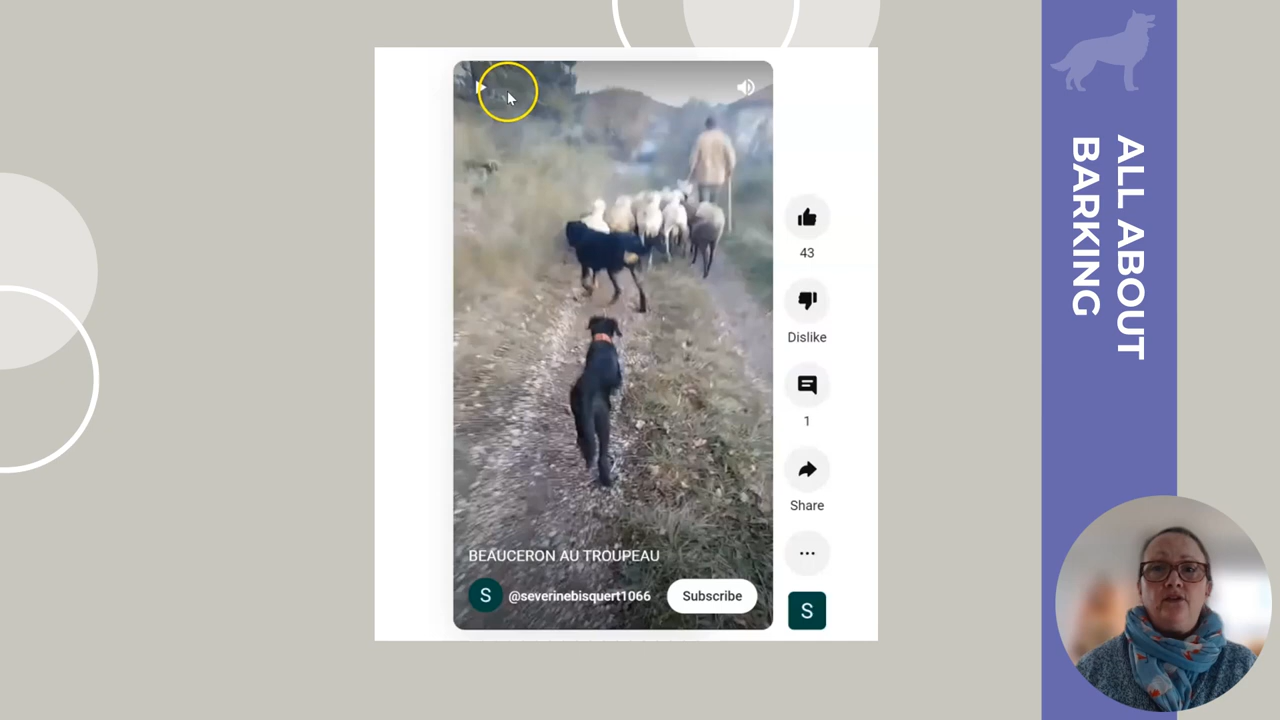 43
Dislike
1
Share
BEAUCERON AU TROUPEAU
S @severinebisquert1066 Subscribe
S
ALL ABOUT
BARKING